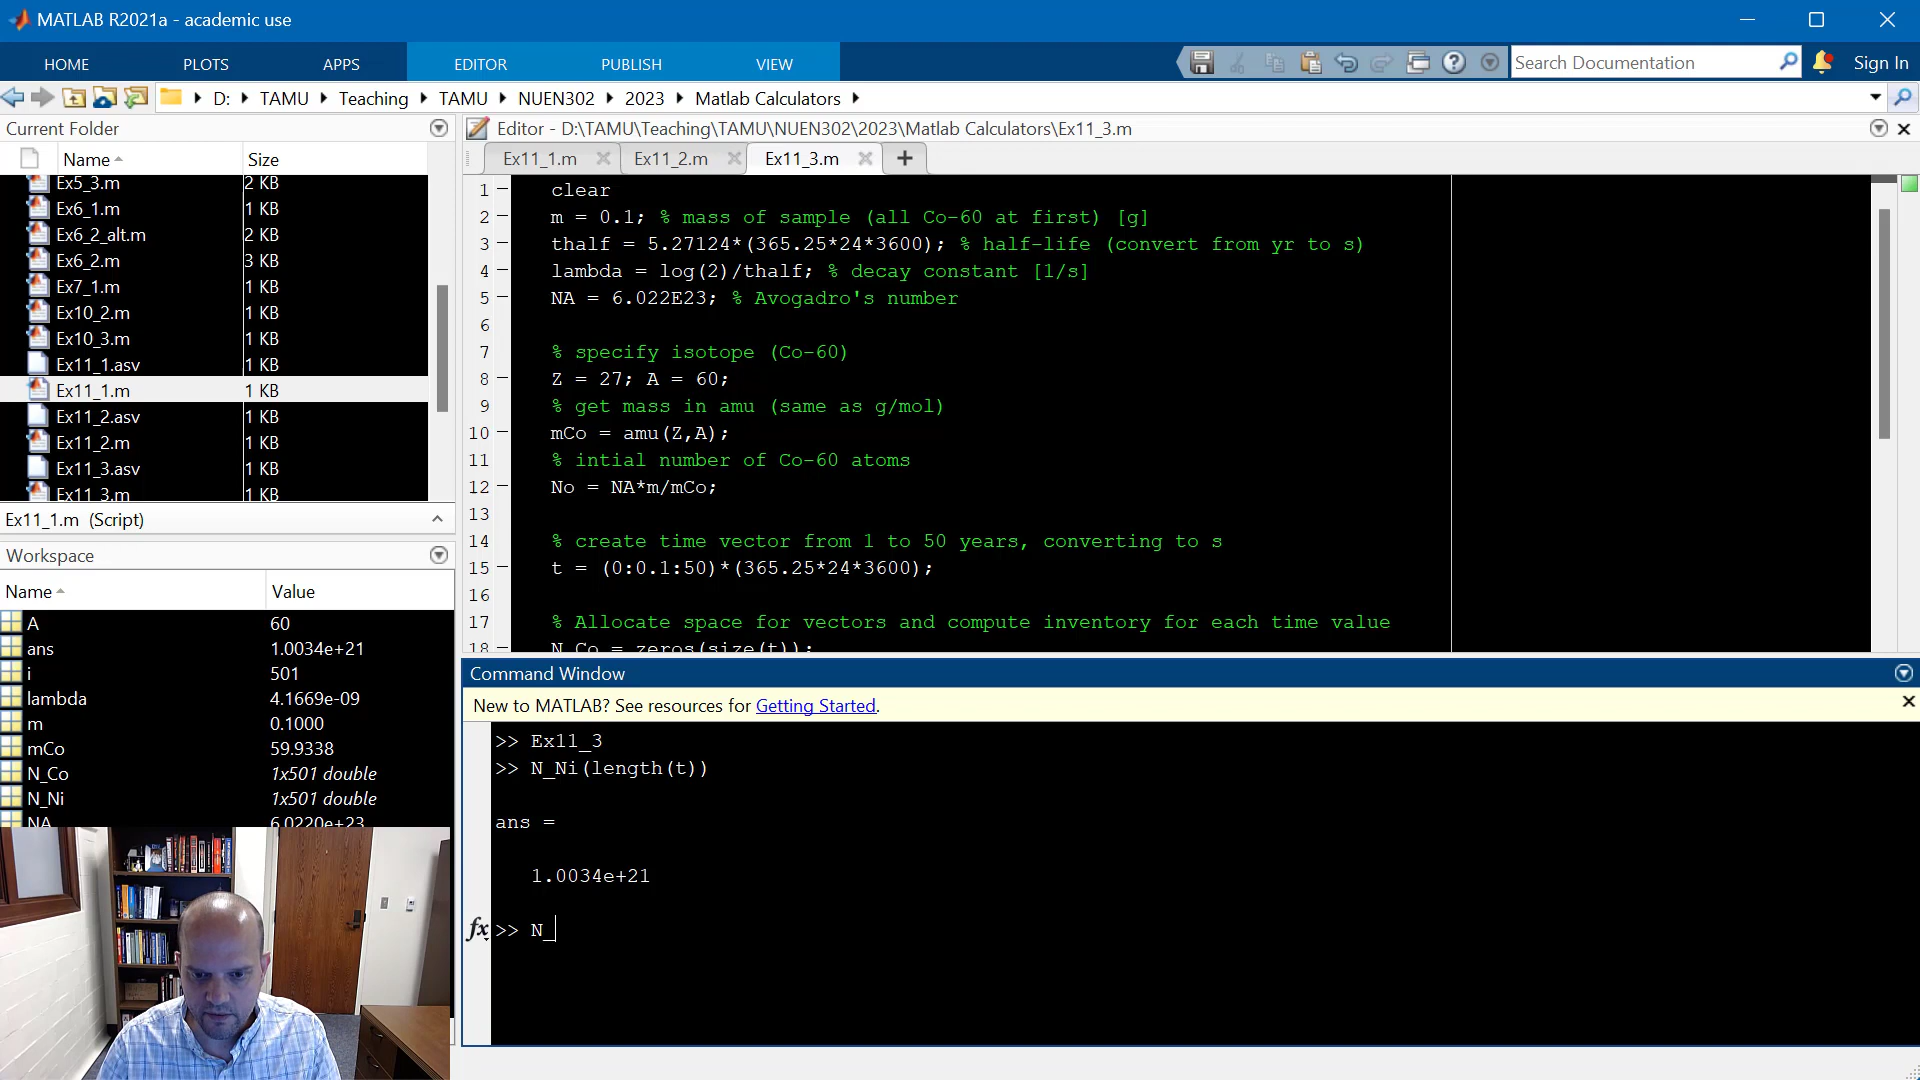 MATLAB R2021a - academic use
HOME PLOTS APPS EDITOR PUBLISH VIEW Search Documentation Sign In
D: TAMU Teaching TAMU NUEN302 2023 Matlab Calculators
Current Folder
Name Size
Ex5_3.m 2 KB
Ex6_1.m 1 KB
Ex6_2_alt.m 2 KB
Ex6_2.m 3 KB
Ex7_1.m 1 KB
Ex10_2.m 1 KB
Ex10_3.m 1 KB
Ex11_1.asv 1 KB
Ex11_1.m 1 KB
Ex11_2.asv 1 KB
Ex11_2.m 1 KB
Ex11_3.asv 1 KB
Ex11_3.m 1 KB
Ex11_1.m (Script)
Workspace
Name Value
A 60
ans 1.0034e+21
i 501
lambda 4.1669e-09
m 0.1000
mCo 59.9338
N_Co 1x501 double
N_Ni 1x501 double
NA 6.0220e+23
Editor - D:\TAMU\Teaching\TAMU\NUEN302\2023\Matlab Calculators\Ex11_3.m
Ex11_1.m Ex11_2.m Ex11_3.m
1 clear
2 m = 0.1; % mass of sample (all Co-60 at first) [g]
3 thalf = 5.27124*(365.25*24*3600); % half-life (convert from yr to s)
4 lambda = log(2)/thalf; % decay constant [1/s]
5 NA = 6.022E23; % Avogadro's number
6
7 % specify isotope (Co-60)
8 Z = 27; A = 60;
9 % get mass in amu (same as g/mol)
10 mCo = amu(Z,A);
11 % intial number of Co-60 atoms
12 No = NA*m/mCo;
13
14 % create time vector from 1 to 50 years, converting to s
15 t = (0:0.1:50)*(365.25*24*3600);
16
17 % Allocate space for vectors and compute inventory for each time value
18 N_Co = zeros(size(t));
Command Window
New to MATLAB? See resources for Getting Started.
>> Ex11_3
>> N_Ni(length(t))
ans =
1.0034e+21
fx >> N_